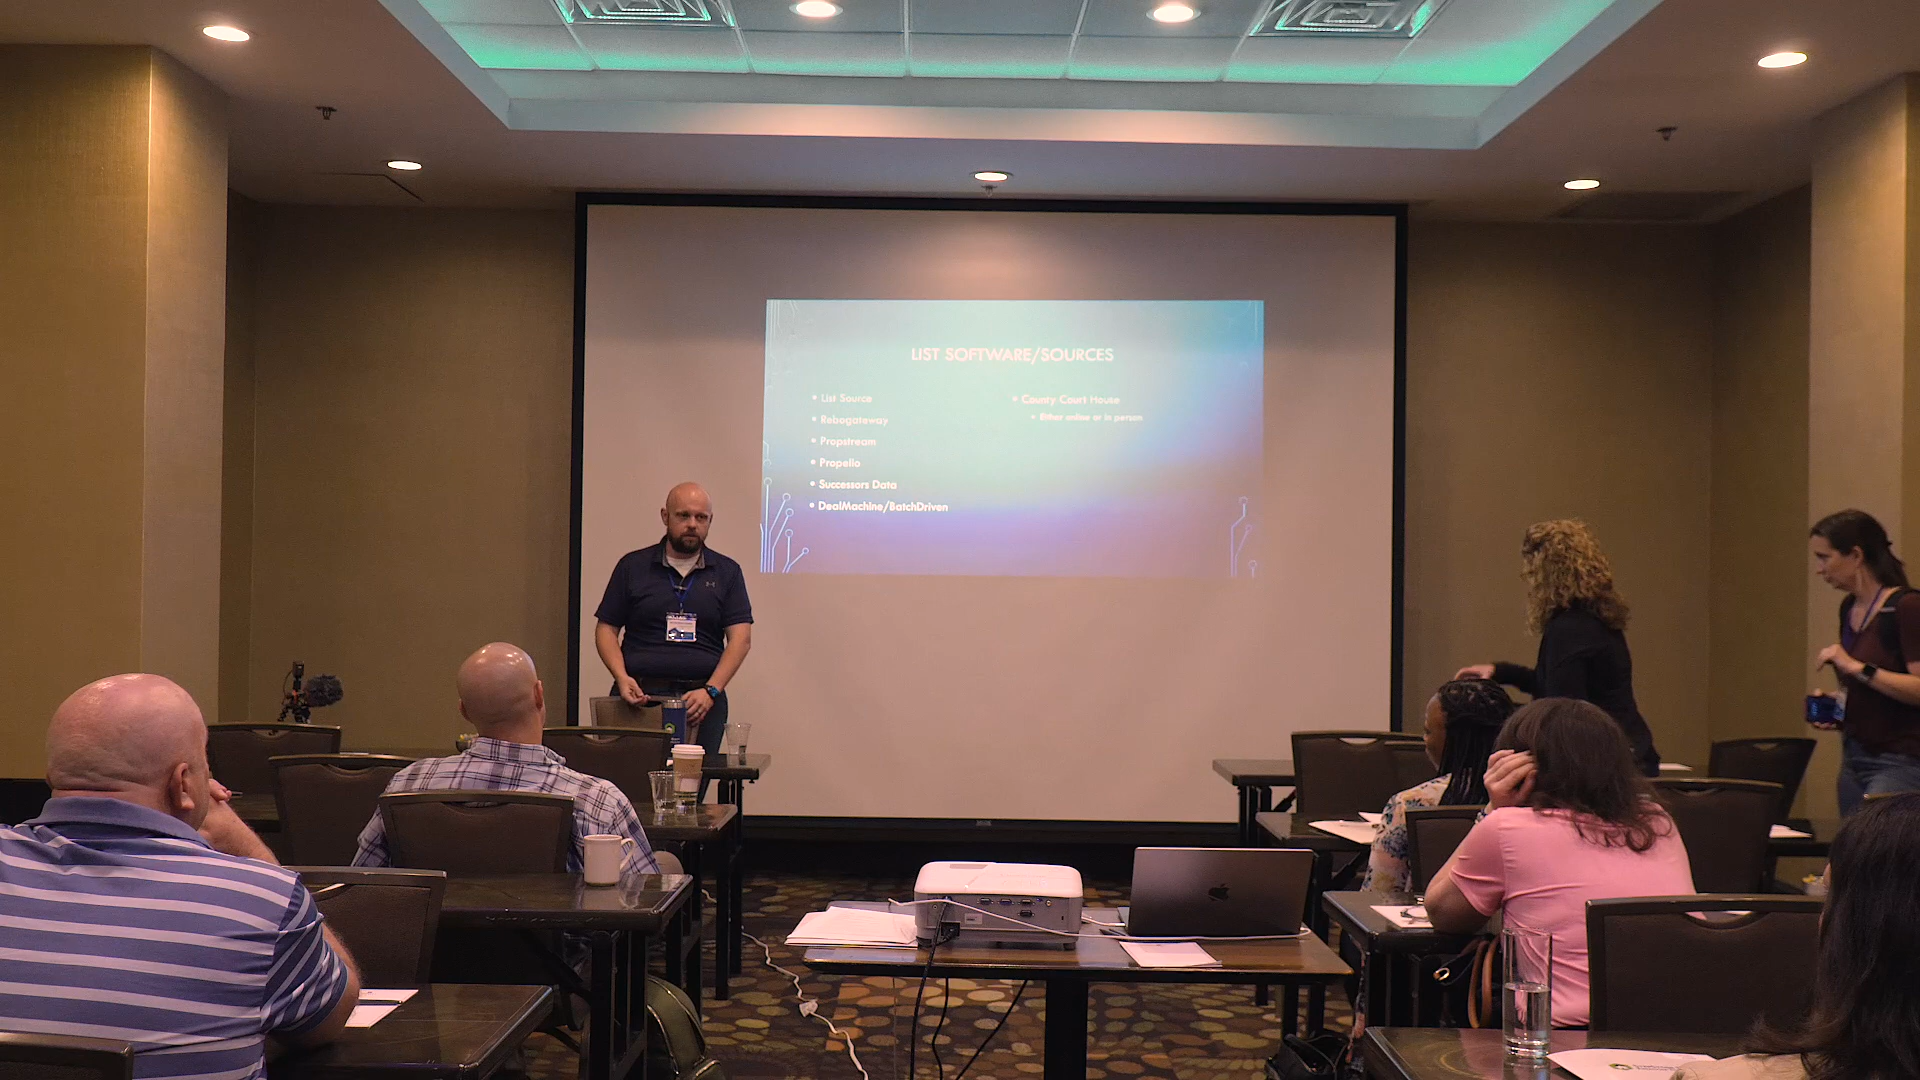 LIST SOFTWARE/SOURCES
• List Source
• Rebogateway
• Propstream
• Propelio
• Successors Data
• DealMachine/BatchDriven
• County Court House
• Either online or in person